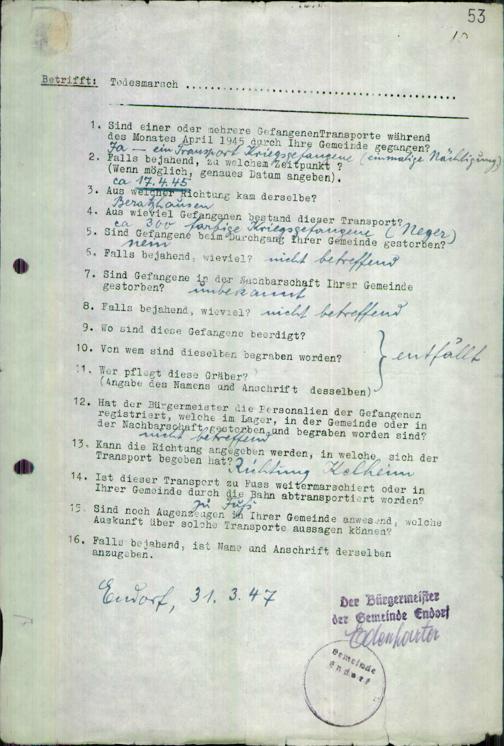 53
10
Betrifft: Todesmarsch ..........................................
1. Sind einer oder mehrere GefangenenTransporte während
des Monates April 1945 durch Ihre Gemeinde gegangen?
Ja – ein Transport Kriegsgefangene (einmalige Nächtigung)
2. Falls bejahend, zu welchem Zeitpunkt ?
(Wenn möglich, genaues Datum angeben).
ca 17.4.45
3. Aus welcher Richtung kam derselbe?
Beratzhausen
4. Aus wieviel Gefanganen bestand dieser Transport?
ca 300 farbige Kriegsgefangene (Neger)
5. Sind Gefangene beim Durchgang Ihrer Gemeinde gestorben?
nein
6. Falls bejahend, wieviel? nicht betreffend
7. Sind Gefangene in der Nachbarschaft Ihrer Gemeinde
gestorben? unbekannt
8. Falls bejahend, wieviel? nicht betreffend
9. Wo sind diese Gefangene beerdigt?
10. Von wem sind dieselben begraben worden?
entfällt
11. Wer pflegt diese Gräber?
(Angabe des Namens und Anschrift desselben)
12. Hat der Bürgermeister die Personalien der Gefangenen
registriert, welche im Lager, in der Gemeinde oder in
der Nachbarschaft gestorben und begraben worden sind?
nicht betreffend
13. Kann die Richtung angegeben werden, in welche sich der
Transport begeben hat? Richtung Kelheim
14. Ist dieser Transport zu Fuss weitermarschiert oder in
Ihrer Gemeinde durch die Bahn abtransportiert worden?
zu Fuß
15. Sind noch Augenzeugen in Ihrer Gemeinde anwesend, welche
Auskunft über solche Transporte aussagen können?
16. Falls bejahend, ist Name und Anschrift derselben
anzugeben.
Endorf, 31.3.47
Der Bürgermeister
der Gemeinde Endorf
Edenharter
Gemeinde
Endorf